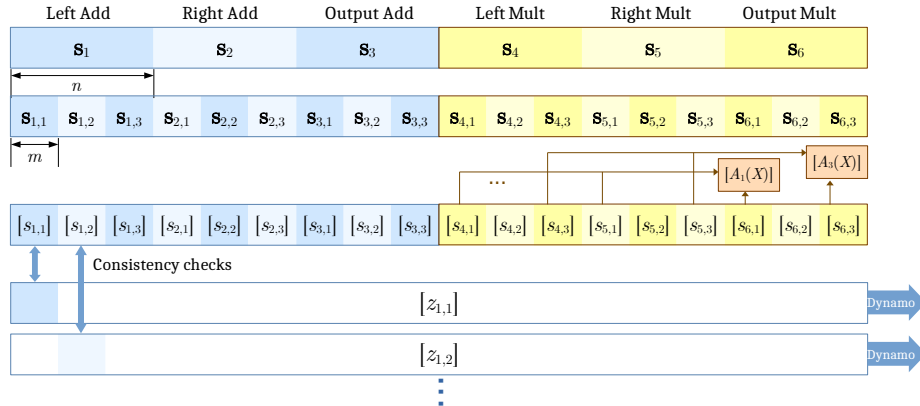 Left Add Right Add Output Add Left Mult Right Mult Output Mult
S₁ S₂ S₃ S₄ S₅ S₆
n
S₁,₁ S₁,₂ S₁,₃ S₂,₁ S₂,₂ S₂,₃ S₃,₁ S₃,₂ S₃,₃ S₄,₁ S₄,₂ S₄,₃ S₅,₁ S₅,₂ S₅,₃ S₆,₁ S₆,₂ S₆,₃
m
... [A₁(X)] [A₃(X)]
[s₁,₁] [s₁,₂] [s₁,₃] [s₂,₁] [s₂,₂] [s₂,₃] [s₃,₁] [s₃,₂] [s₃,₃] [s₄,₁] [s₄,₂] [s₄,₃] [s₅,₁] [s₅,₂] [s₅,₃] [s₆,₁] [s₆,₂] [s₆,₃]
Consistency checks
[z₁,₁] Dynamo
[z₁,₂] Dynamo